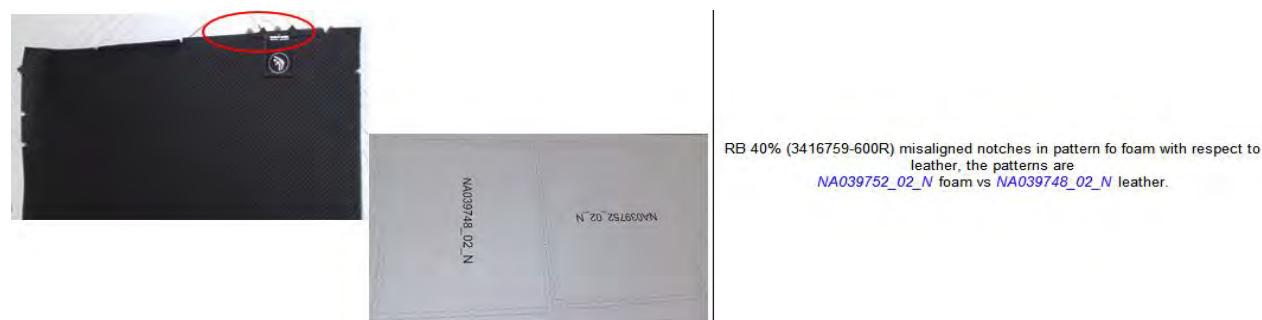 NA039748_02_N
NA039752_02_N
RB 40% (3416759-600R) misaligned notches in pattern fo foam with respect to
leather, the patterns are
NA039752_02_N foam vs NA039748_02_N leather.